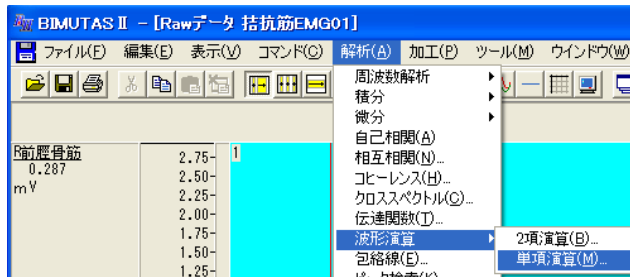 BIMUTAS II - [Rawデータ 拮抗筋EMG01]
ファイル(F) 編集(E) 表示(V) コマンド(C) 解析(A) 加工(P) ツール(M) ウインドウ(W)
周波数解析
積分
微分
自己相関(A)
相互相関(N)...
コヒーレンス(H)...
クロススペクトル(C)...
伝達関数(T)...
波形演算
包絡線(E)...
2項演算(B)...
単項演算(M)...
R前脛骨筋
0.287
mV
1
2.75-
2.50-
2.25-
2.00-
1.75-
1.50-
1.25-